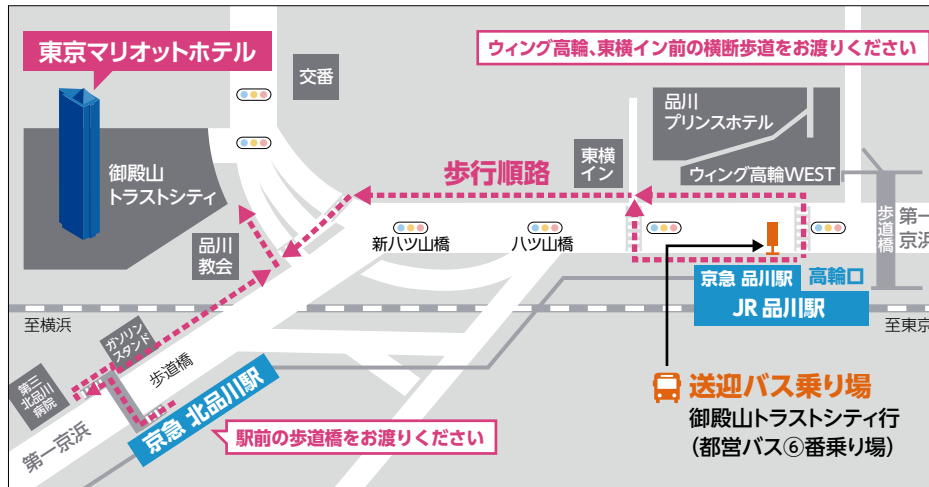 東京マリオットホテル
交番
ウィング高輪、東横イン前の横断歩道をお渡りください
品川
プリンスホテル
ウィング高輪WEST
御殿山
トラストシティ
東横
イン
歩行順路
歩道橋
第一
京浜
品川
教会
新八ツ山橋
八ツ山橋
京急 品川駅
高輪口
JR 品川駅
至横浜
至東京
ガソリン
スタンド
歩道橋
第三
北品川
病院
第一京浜
京急 北品川駅
駅前の歩道橋をお渡りください
送迎バス乗り場
御殿山トラストシティ行
(都営バス⑥番乗り場)